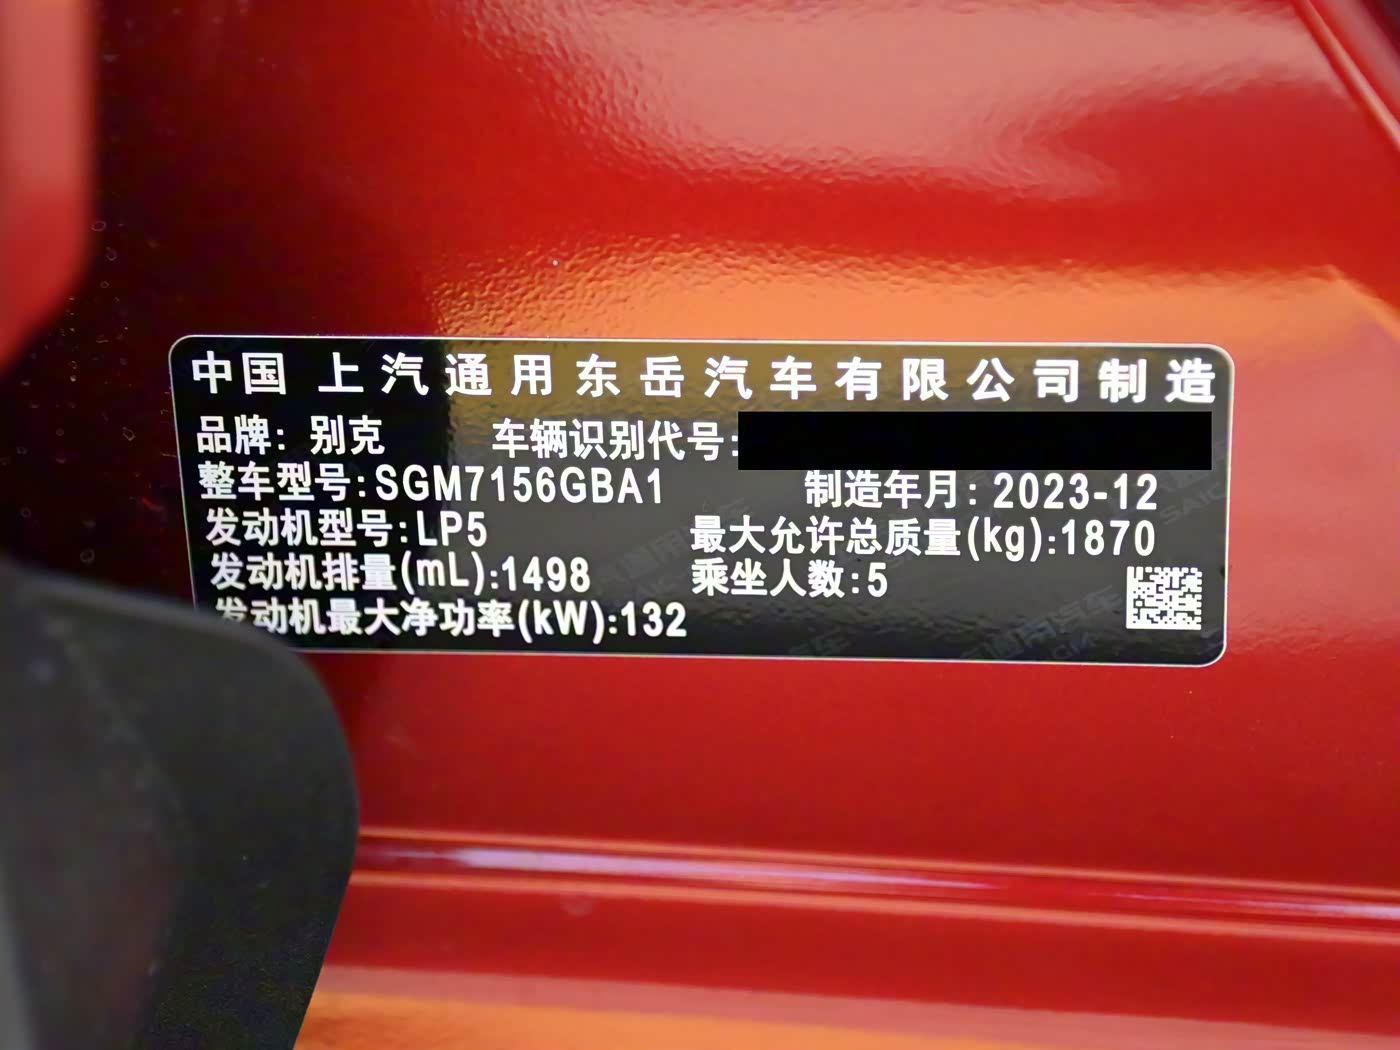 中国 上汽通用东岳汽车有限公司制造
品牌: 别克 车辆识别代号:
整车型号:SGM7156GBA1 制造年月: 2023-12
发动机型号:LP5 最大允许总质量(kg):1870
发动机排量(mL):1498 乘坐人数:5
发动机最大净功率(kW):132